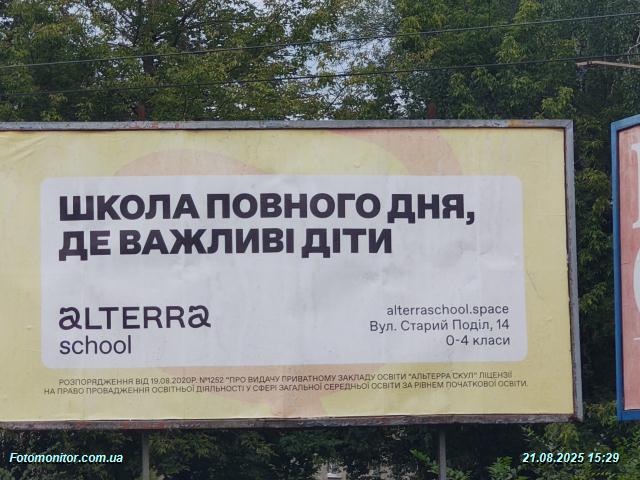 ШКОЛА ПОВНОГО ДНЯ,
ДЕ ВАЖЛИВІ ДІТИ
aLTERRa
school
alterraschool.space
Вул. Старий Поділ, 14
0-4 класи
РОЗПОРЯДЖЕННЯ ВІД 19.08.2020Р. №1252 "ПРО ВИДАЧУ ПРИВАТНОМУ ЗАКЛАДУ ОСВІТИ "АЛЬТЕРРА СКУЛ" ЛІЦЕНЗІЇ
НА ПРАВО ПРОВАДЖЕННЯ ОСВІТНЬОЇ ДІЯЛЬНОСТІ У СФЕРІ ЗАГАЛЬНОЇ СЕРЕДНЬОЇ ОСВІТИ ЗА РІВНЕМ ПОЧАТКОВОЇ ОСВІТИ.
Fotomonitor.com.ua
21.08.2025 15:29